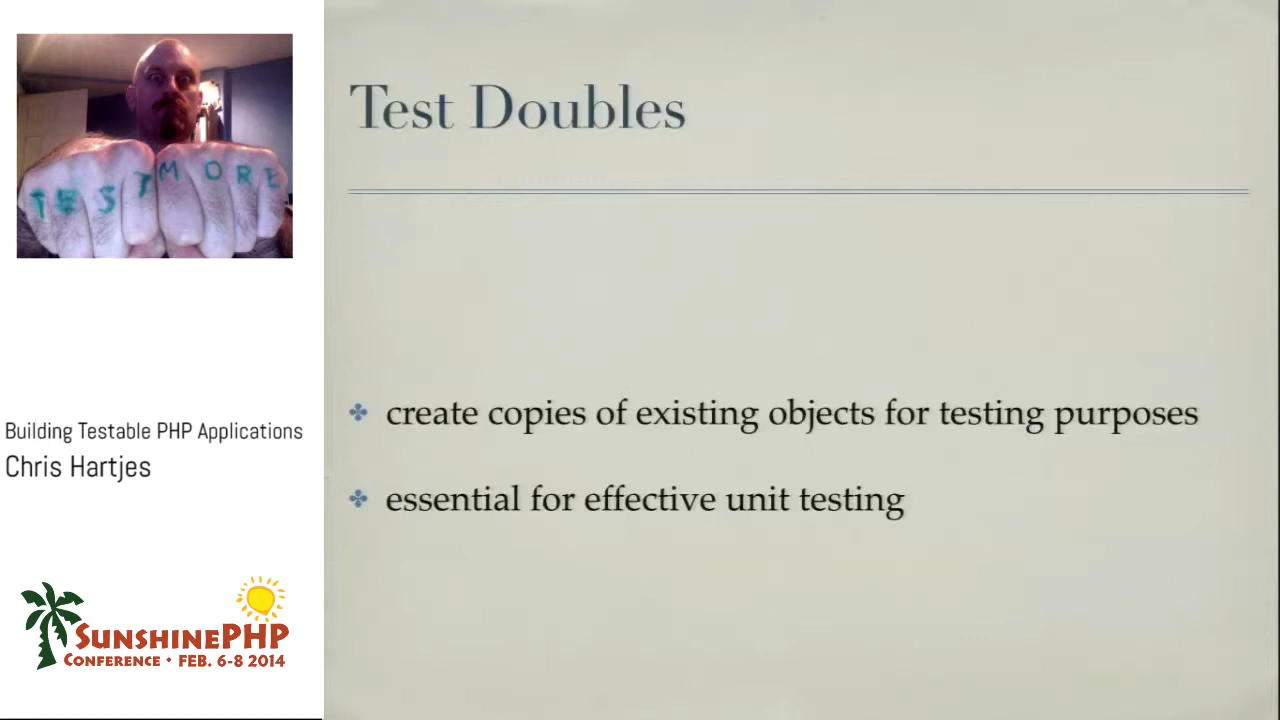 TEST MORE
Test Doubles
create copies of existing objects for testing purposes
essential for effective unit testing
Building Testable PHP Applications
Chris Hartjes
SUNSHINEPHP
CONFERENCE • FEB. 6-8 2014